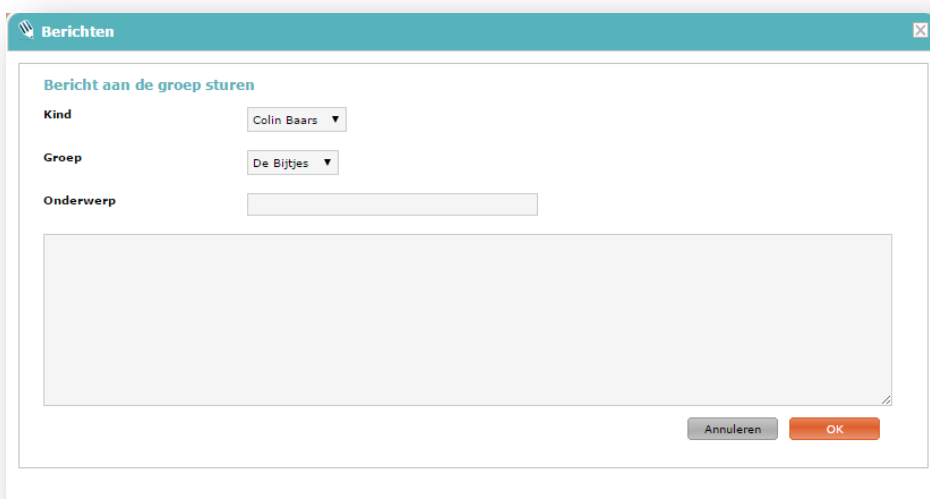 Berichten
Bericht aan de groep sturen
Kind
Colin Baars
Groep
De Bijtjes
Onderwerp
Annuleren
OK